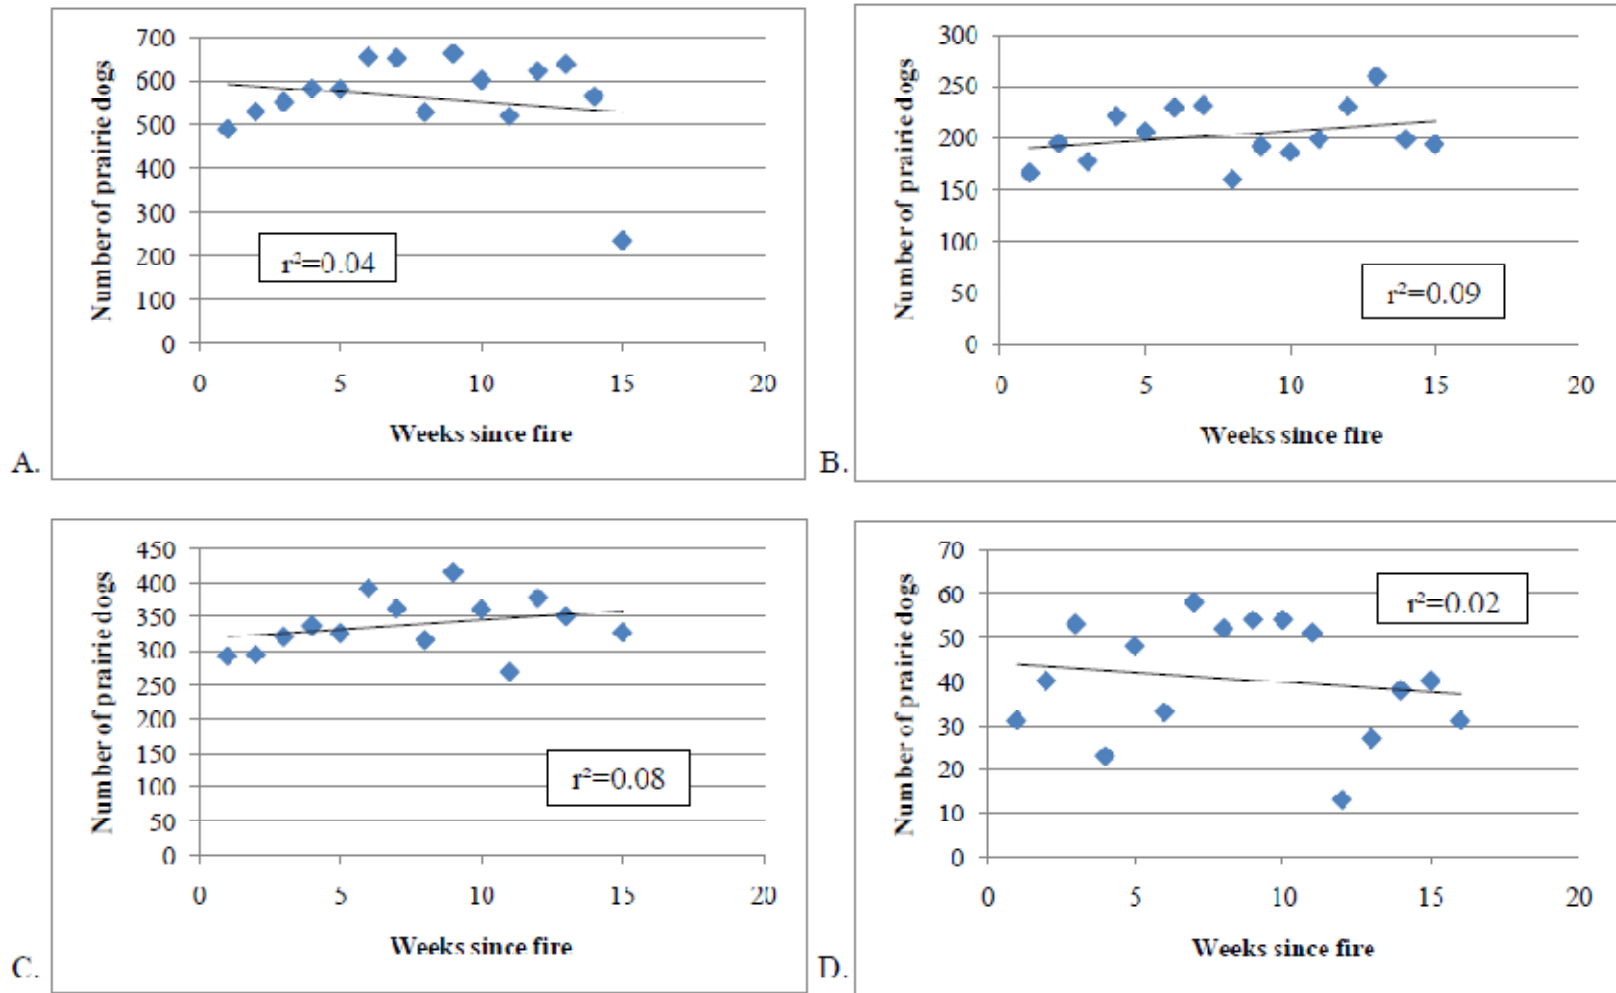 700
600
500
400
300
200
100
0
Number of prairie dogs
r²=0.04
0 5 10 15 20
Weeks since fire
A.
300
250
200
150
100
50
0
Number of prairie dogs
r²=0.09
0 5 10 15 20
Weeks since fire
B.
450
400
350
300
250
200
150
100
50
0
Number of prairie dogs
r²=0.08
0 5 10 15 20
Weeks since fire
C.
70
60
50
40
30
20
10
0
Number of prairie dogs
r²=0.02
0 5 10 15 20
Weeks since fire
D.